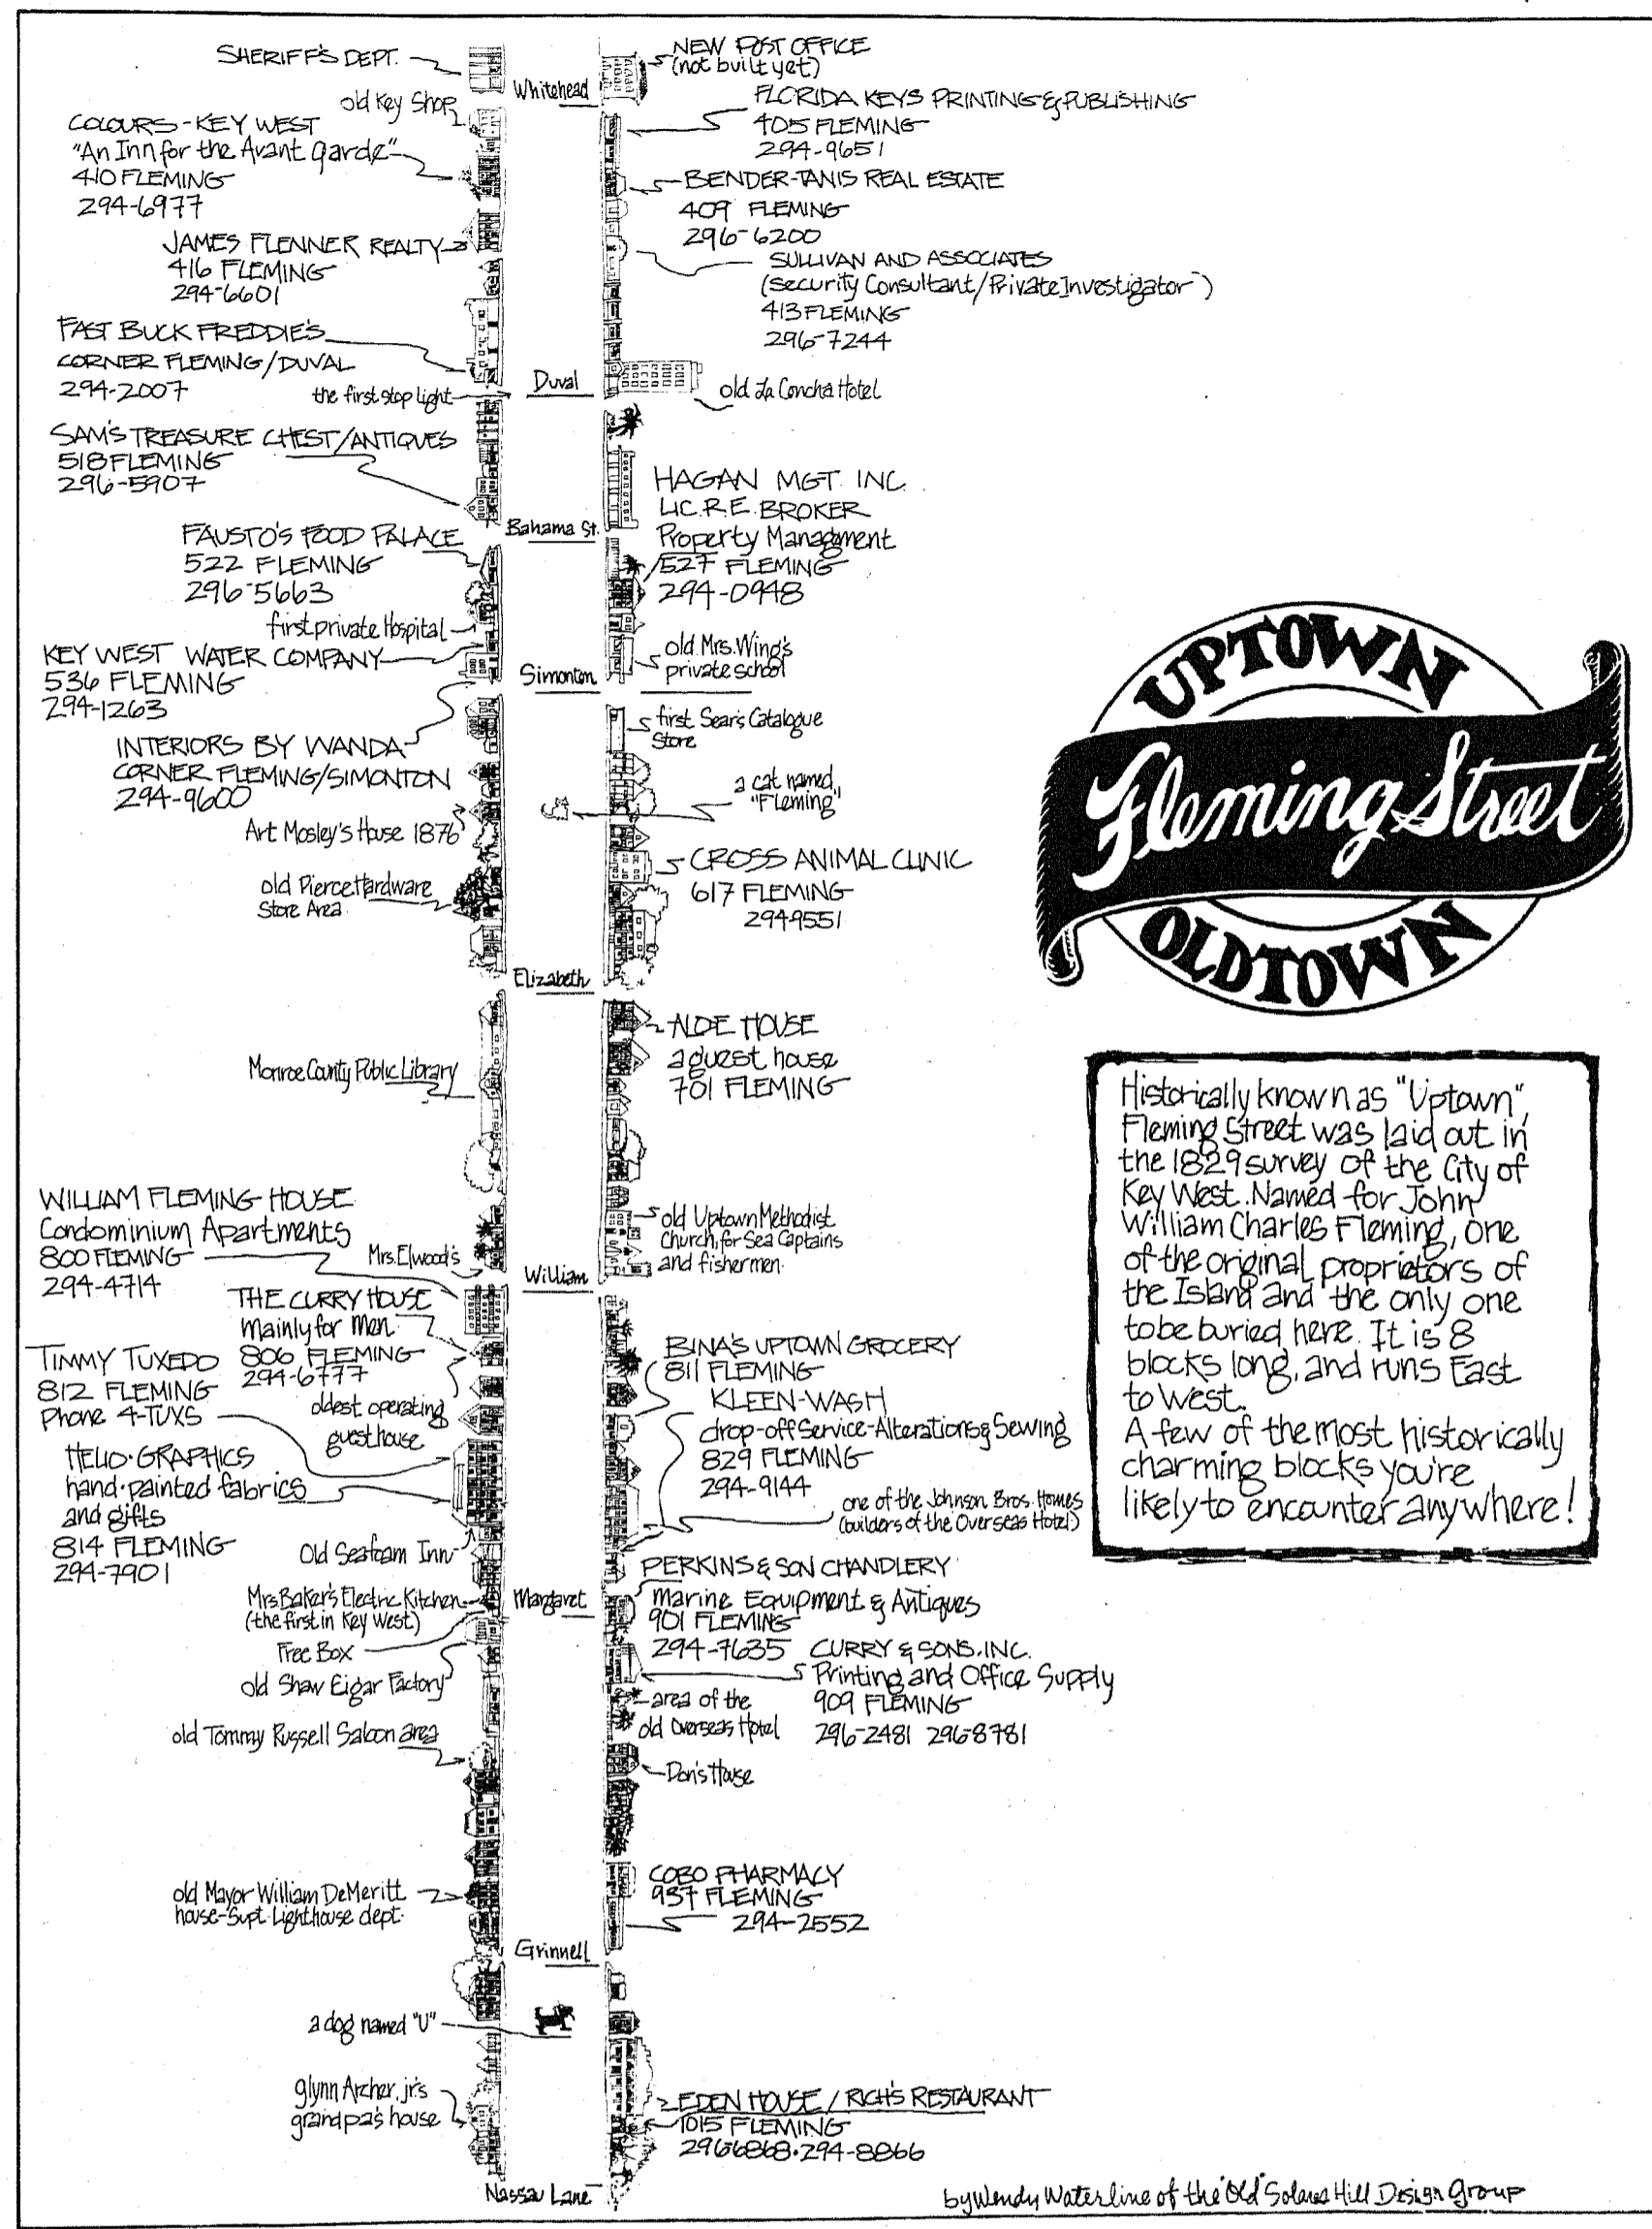 SHERIFF'S DEPT.
old Key Shop
COLOURS-KEY WEST
"An Inn for the Avant garde"
410 FLEMING
294-6977
JAMES FLENNER REALTY
416 FLEMING
294-6601
FAST BUCK FREDDIE'S
CORNER FLEMING/DUVAL
294-2007
the first stop light
SAM'S TREASURE CHEST/ANTIQUES
518 FLEMING
296-5907
FAUSTO'S FOOD PALACE
522 FLEMING
296-5663
first private Hospital
KEY WEST WATER COMPANY
536 FLEMING
294-1263
INTERIORS BY WANDA
CORNER FLEMING/SIMONTON
294-9600
Art Mosley's House 1876
old Pierce Hardware
Store Area
Monroe County Public Library
WILLIAM FLEMING HOUSE
Condominium Apartments
800 FLEMING
294-4714
Mrs. Elwood's
THE CURRY HOUSE
Mainly for Men
806 FLEMING
294-6777
TIMMY TUXEDO
812 FLEMING
Phone 4-TUXS
oldest operating
guesthouse
HELIO·GRAPHICS
hand·painted fabrics
and gifts
814 FLEMING
294-7901
Old Seafoam Inn
Mrs Baker's Electric Kitchen
(the first in Key West)
Free Box
old Shaw Eigar Factory
old Tommy Russell Saloon area
old Mayor William DeMeritt
house-Supt. Lighthouse dept.
a dog named "U"
glynn Archer, jr's
grandpa's house
Whitehead
Duval
Bahama St.
Simonton
Elizabeth
William
Margaret
Grinnell
Nassau Lane
NEW POST OFFICE
(not built yet)
FLORIDA KEYS PRINTING & PUBLISHING
405 FLEMING
294-9651
BENDER-TANIS REAL ESTATE
409 FLEMING
296-6200
SULLIVAN AND ASSOCIATES
(Security Consultant/Private Investigator)
413 FLEMING
296-7244
old La Concha Hotel
HAGAN MGT. INC.
LIC. R.E. BROKER
Property Managment
527 FLEMING
294-0948
old Mrs. Wing's
private school
first Sear's Catalogue
Store
a cat named
"Fleming"
CROSS ANIMAL CLINIC
617 FLEMING
294-9551
ALDE HOUSE
a guest house
701 FLEMING
old Uptown Methodist
Church, for Sea Captains
and fishermen.
BINA'S UPTOWN GROCERY
811 FLEMING
KLEEN-WASH
drop-off Service-Alterations & Sewing
829 FLEMING
294-9144
one of the Johnson Bros. Homes
(builders of the Overseas Hotel)
PERKINS & SON CHANDLERY
Marine Equipment & Antiques
901 FLEMING
294-7635
CURRY & SONS. INC.
Printing and Office Supply
909 FLEMING
296-2481 296-8781
area of the
old Overseas Hotel
Don's House
COBO PHARMACY
937 FLEMING
294-2552
EDEN HOUSE / RICH'S RESTAURANT
1015 FLEMING
296-6868·294-8866
UPTOWN
Fleming Street
OLDTOWN
Historically known as "Uptown",
Fleming Street was laid out in
the 1829 survey of the City of
Key West. Named for John
William Charles Fleming, one
of the original proprietors of
the Island and the only one
to be buried here. It is 8
blocks long, and runs East
to West.
A few of the most historically
charming blocks you're
likely to encounter anywhere!
by Wendy Waterline of the "Old" Solares Hill Design Group